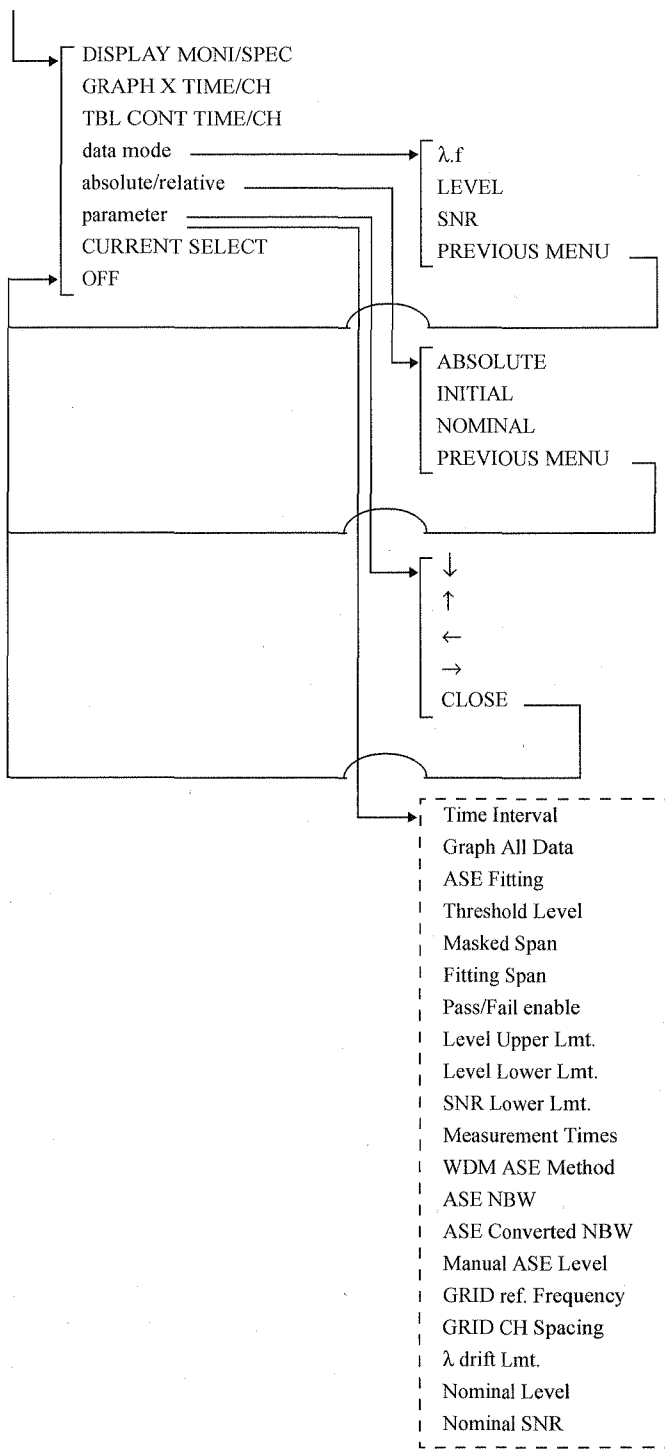 DISPLAY MONI/SPEC
GRAPH X TIME/CH
TBL CONT TIME/CH
data mode
absolute/relative
parameter
CURRENT SELECT
OFF
λ.f
LEVEL
SNR
PREVIOUS MENU
ABSOLUTE
INITIAL
NOMINAL
PREVIOUS MENU
↓
↑
←
→
CLOSE
Time Interval
Graph All Data
ASE Fitting
Threshold Level
Masked Span
Fitting Span
Pass/Fail enable
Level Upper Lmt.
Level Lower Lmt.
SNR Lower Lmt.
Measurement Times
WDM ASE Method
ASE NBW
ASE Converted NBW
Manual ASE Level
GRID ref. Frequency
GRID CH Spacing
λ drift Lmt.
Nominal Level
Nominal SNR